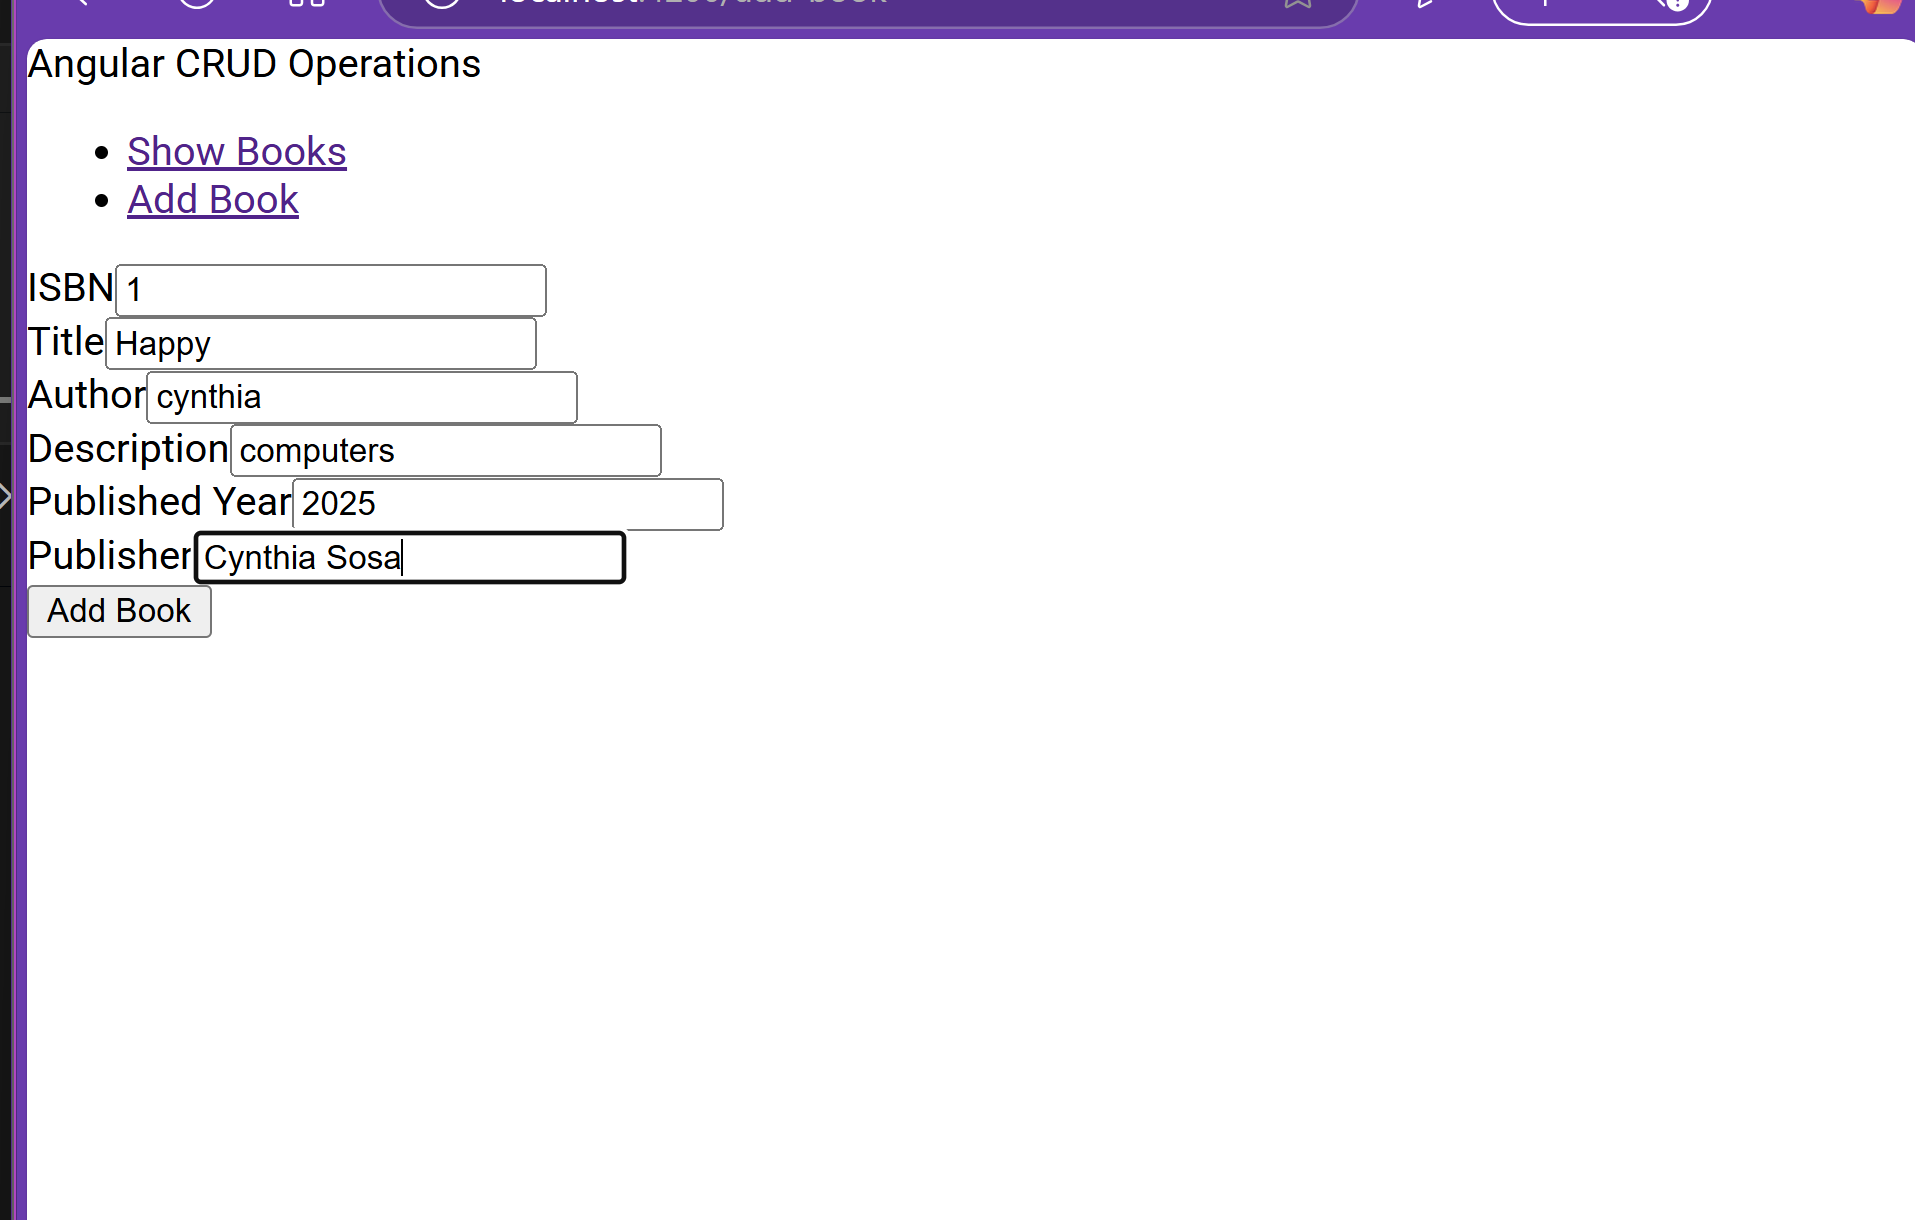 Angular CRUD Operations
Show Books
Add Book
ISBN 1
Title Happy
Author cynthia
Description computers
Published Year 2025
Publisher Cynthia Sosa
Add Book